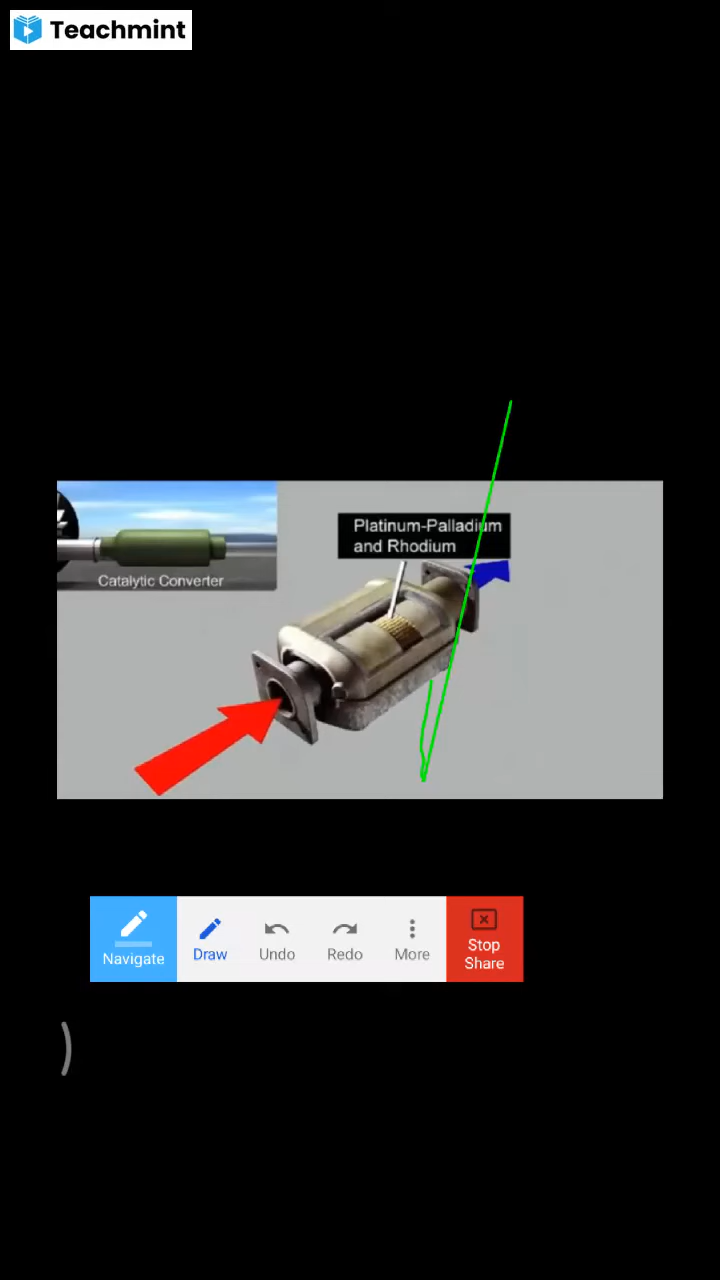 Teachmint
Platinum-Palladium
and Rhodium
Catalytic Converter
Navigate
Draw
Undo
Redo
More
Stop
Share